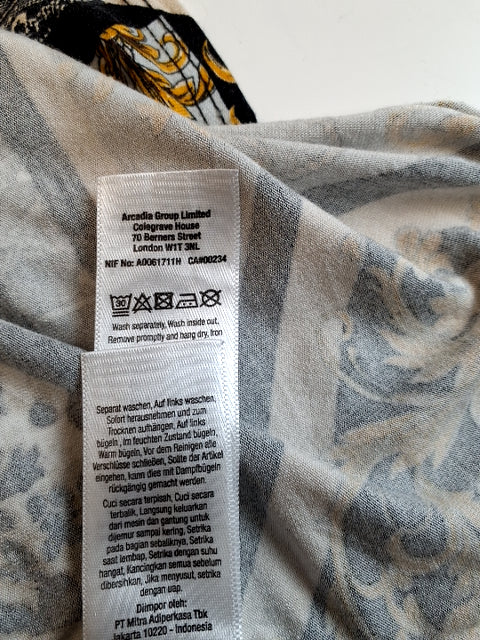 Arcadia Group Limited
Colegrave House
70 Berners Street
London W1T 3NL
NIF No: A0061711H CA#00234
30
Wash separately, Wash inside out,
Remove promptly and hang dry, Iron
Separat waschen, Auf links waschen,
Sofort herausnehmen und zum
Trocknen aufhängen, Auf links
bügeln , im feuchten Zustand bügeln,
Warm bügeln, Vor dem Reinigen alle
Verschlüsse schließen, Sollte der Artikel
eingehen, kann dies mit Dampfbügeln
rückgängig gemacht werden.
Cuci secara terpisah, Cuci secara
terbalik, Langsung keluarkan
dari mesin dan gantung untuk
dijemur sampai kering, Setrika
pada bagian sebaliknya, Setrika
saat lembap, Setrika dengan suhu
hangat, Kancingkan semua sebelum
dibersihkan, Jika menyusut, setrika
dengan uap.
Diimpor oleh:
PT Mitra Adiperkasa Tbk
Jakarta 10220 - Indonesia